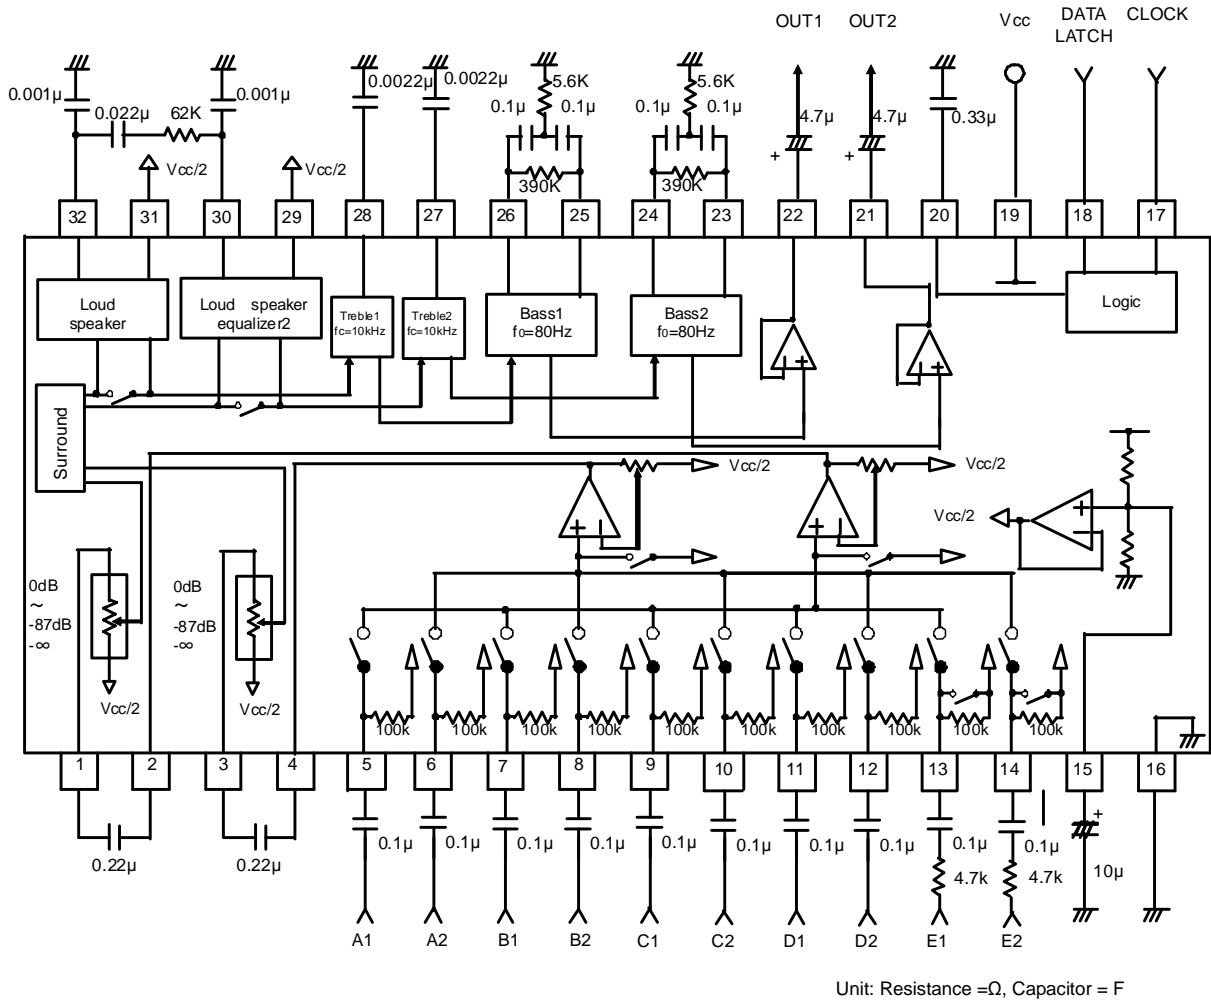 OUT1 OUT2 Vcc DATA LATCH CLOCK
0.001µ 0.022µ 62K 0.001µ 0.0022µ 0.0022µ 5.6K 0.1µ 0.1µ 390K 5.6K 0.1µ 0.1µ 390K 4.7µ + 4.7µ + 0.33µ
Vcc/2 Vcc/2
32 31 30 29 28 27 26 25 24 23 22 21 20 19 18 17
Loud speaker
Loud speaker equalizer2
Treble1 fc=10kHz
Treble2 fc=10kHz
Bass1 f0=80Hz
Bass2 f0=80Hz
Logic
Surround
Vcc/2 Vcc/2 Vcc/2
0dB ~ -87dB -∞
0dB ~ -87dB -∞
Vcc/2 Vcc/2
100k 100k 100k 100k 100k 100k 100k 100k 100k 100k
1 2 3 4 5 6 7 8 9 10 11 12 13 14 15 16
0.22µ 0.22µ 0.1µ 0.1µ 0.1µ 0.1µ 0.1µ 0.1µ 0.1µ 0.1µ 0.1µ 0.1µ +
4.7k 4.7k 10µ
A1 A2 B1 B2 C1 C2 D1 D2 E1 E2
Unit: Resistance =Ω, Capacitor = F